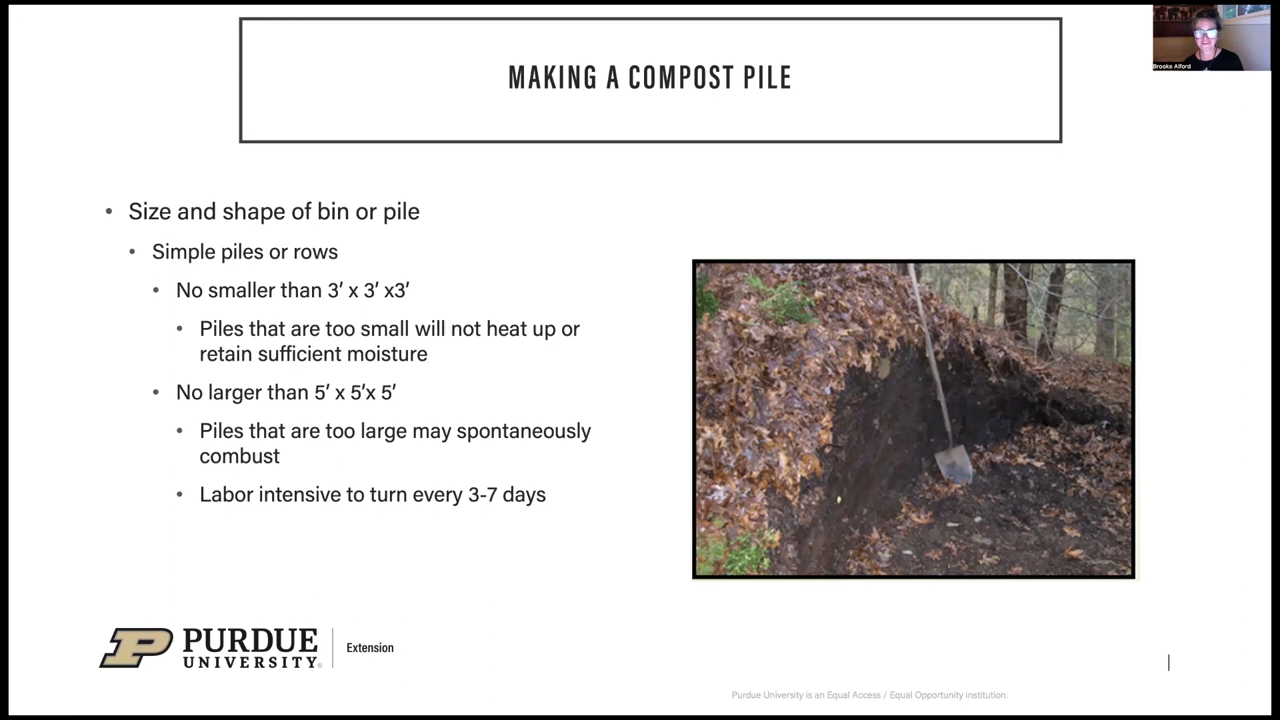 MAKING A COMPOST PILE
Brooke Alford
• Size and shape of bin or pile
• Simple piles or rows
• No smaller than 3’ x 3’ x3’
• Piles that are too small will not heat up or
retain sufficient moisture
• No larger than 5’ x 5’x 5’
• Piles that are too large may spontaneously
combust
• Labor intensive to turn every 3-7 days
PURDUE
UNIVERSITY®
Extension
Purdue University is an Equal Access / Equal Opportunity institution.